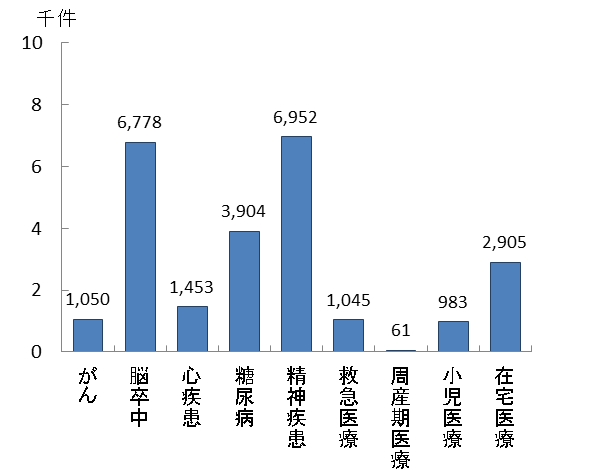 千件
10
8
6
4
2
0
1,050
6,778
1,453
3,904
6,952
1,045
61
983
2,905
がん
脳卒中
心疾患
糖尿病
精神疾患
救急医療
周産期医療
小児医療
在宅医療